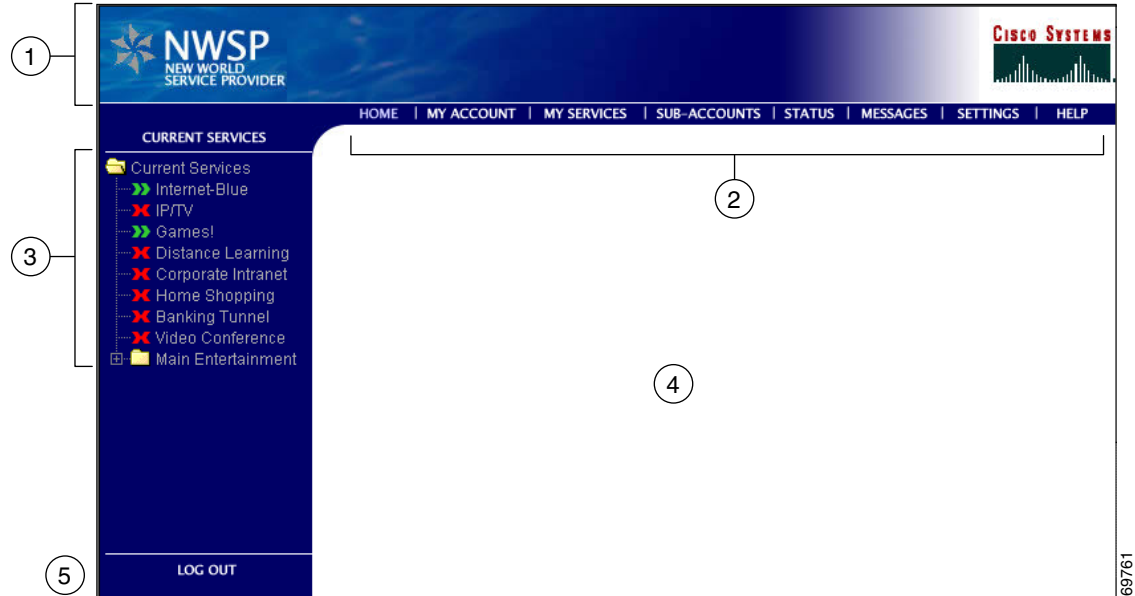 1
NWSP
NEW WORLD
SERVICE PROVIDER
CISCO SYSTEMS
HOME | MY ACCOUNT | MY SERVICES | SUB-ACCOUNTS | STATUS | MESSAGES | SETTINGS | HELP
2
CURRENT SERVICES
3
Current Services
Internet-Blue
IP/TV
Games!
Distance Learning
Corporate Intranet
Home Shopping
Banking Tunnel
Video Conference
Main Entertainment
4
5
LOG OUT
69761